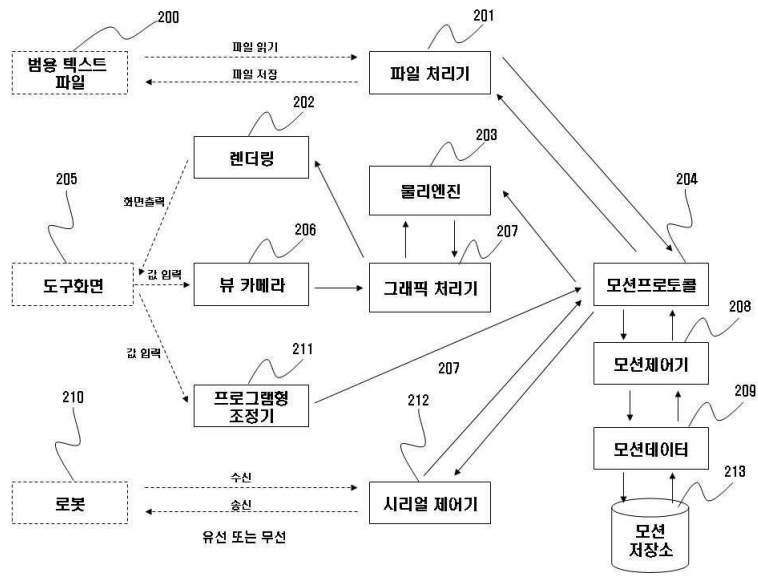 200
201
범용 텍스트
파일
파일 읽기
파일 저장
파일 처리기
202
렌더링
203
물리엔진
204
205
화면출력
206
207
도구화면
값 입력
뷰 카메라
그래픽 처리기
모션프로토콜
208
값 입력
211
프로그램형
조정기
207
모션제어기
209
210
212
모션데이터
213
로봇
수신
송신
유선 또는 무선
시리얼 제어기
모션
저장소